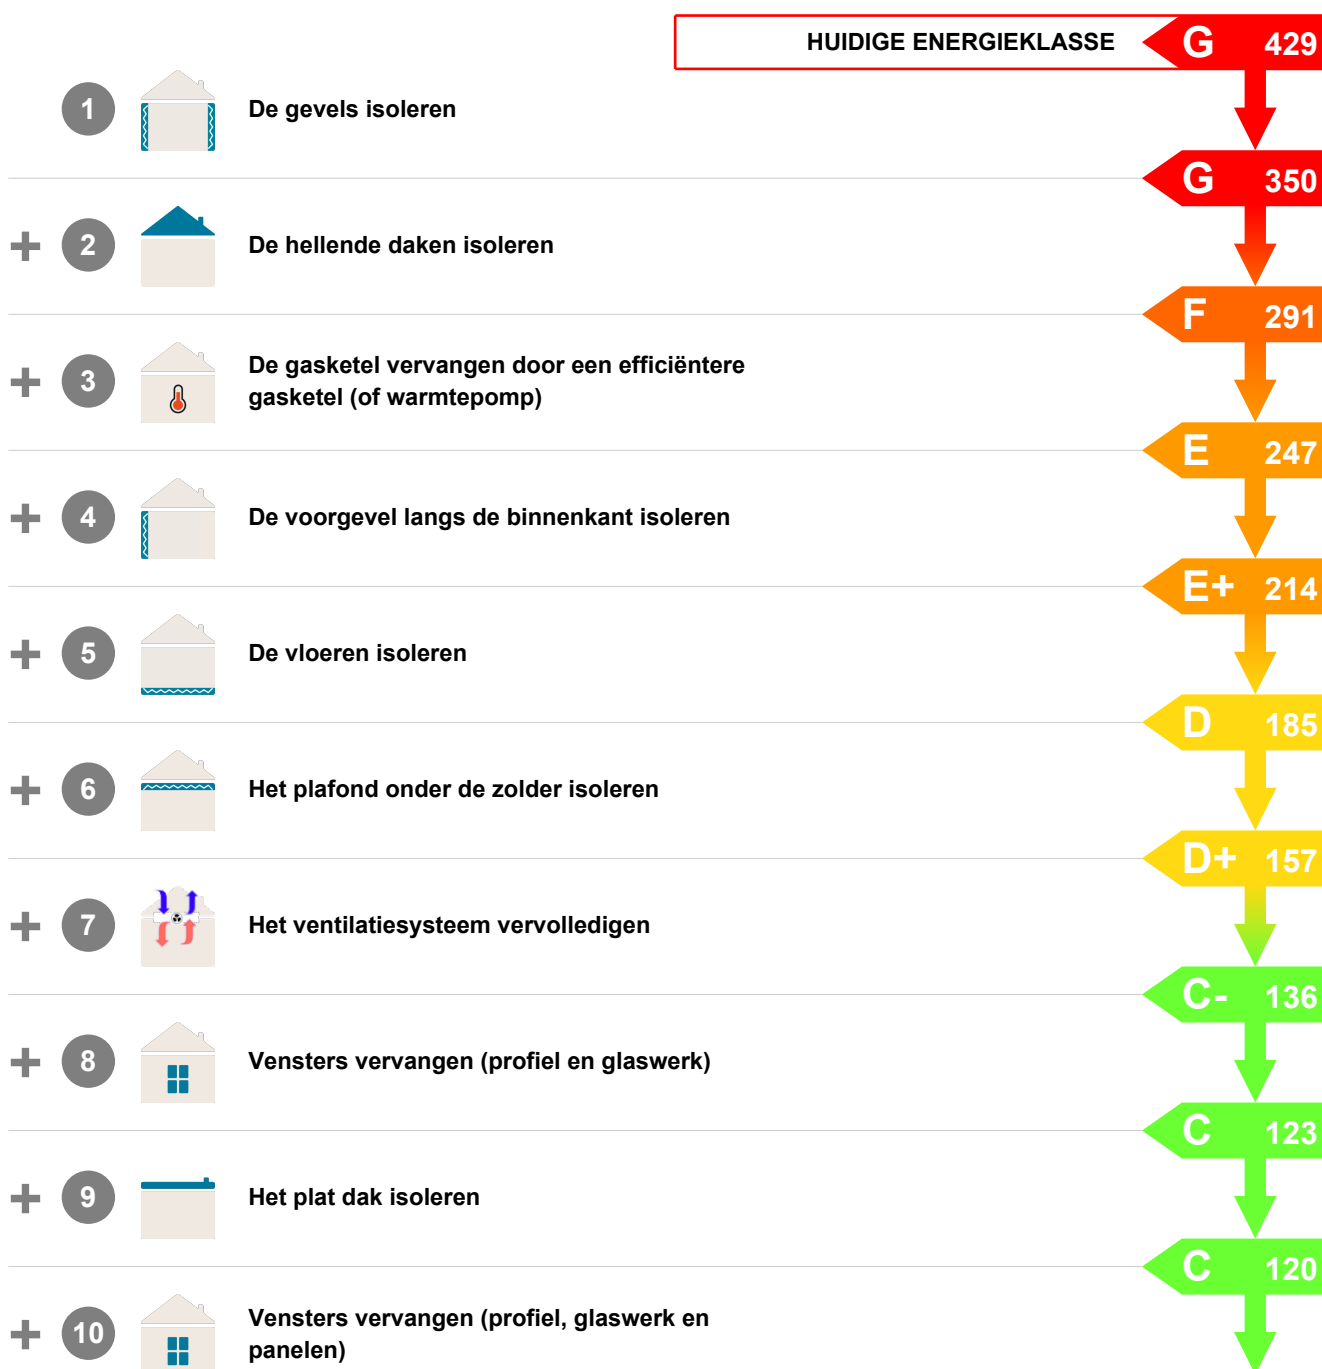 HUIDIGE ENERGIEKLASSE G 429
1 De gevels isoleren
G 350
+ 2 De hellende daken isoleren
F 291
+ 3 De gasketel vervangen door een efficiëntere
gasketel (of warmtepomp)
E 247
+ 4 De voorgevel langs de binnenkant isoleren
E+ 214
+ 5 De vloeren isoleren
D 185
+ 6 Het plafond onder de zolder isoleren
D+ 157
+ 7 Het ventilatiesysteem vervolledigen
C- 136
+ 8 Vensters vervangen (profiel en glaswerk)
C 123
+ 9 Het plat dak isoleren
C 120
+ 10 Vensters vervangen (profiel, glaswerk en
panelen)